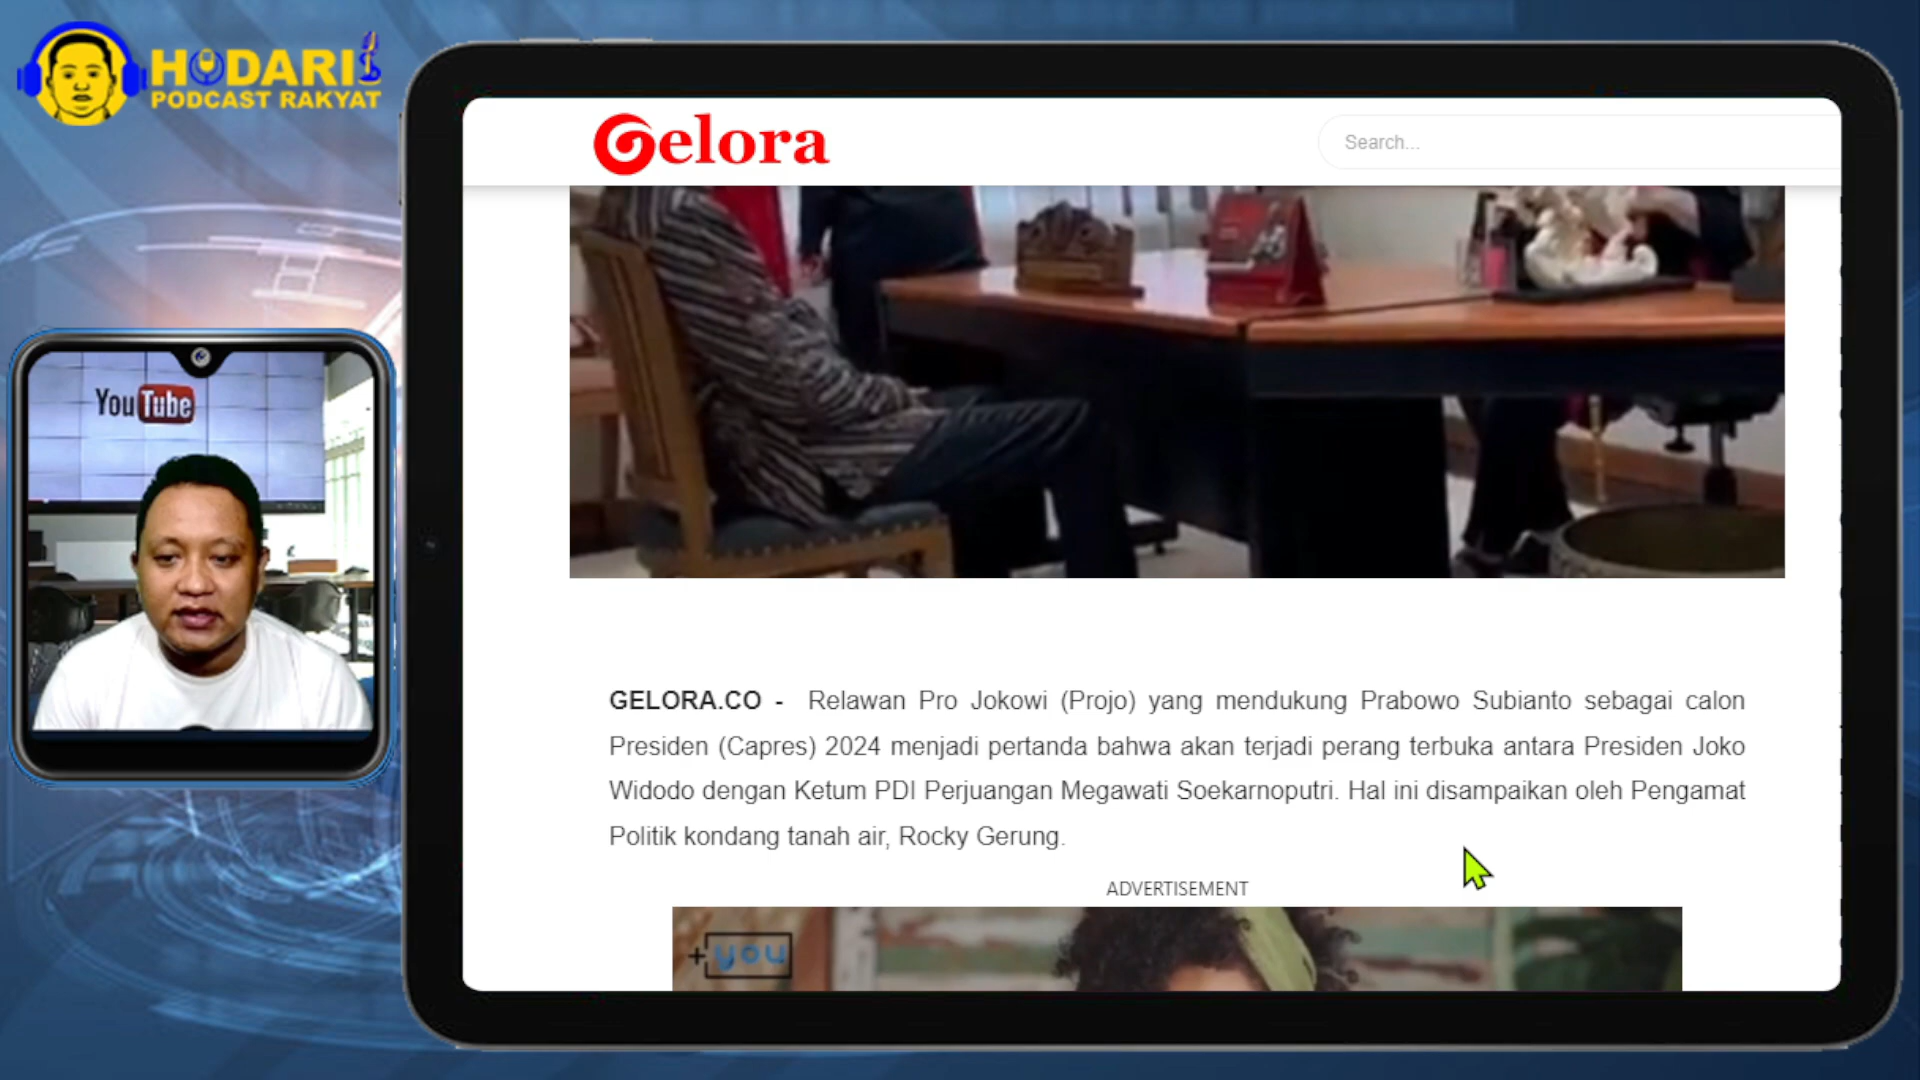 HODARI
PODCAST RAKYAT
Gelora
Search...
YouTube
GELORA.CO - Relawan Pro Jokowi (Projo) yang mendukung Prabowo Subianto sebagai calon
Presiden (Capres) 2024 menjadi pertanda bahwa akan terjadi perang terbuka antara Presiden Joko
Widodo dengan Ketum PDI Perjuangan Megawati Soekarnoputri. Hal ini disampaikan oleh Pengamat
Politik kondang tanah air, Rocky Gerung.
ADVERTISEMENT
+you